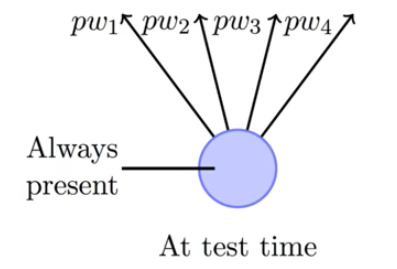 pw₁ pw₂ pw₃ pw₄
Always
present
At test time